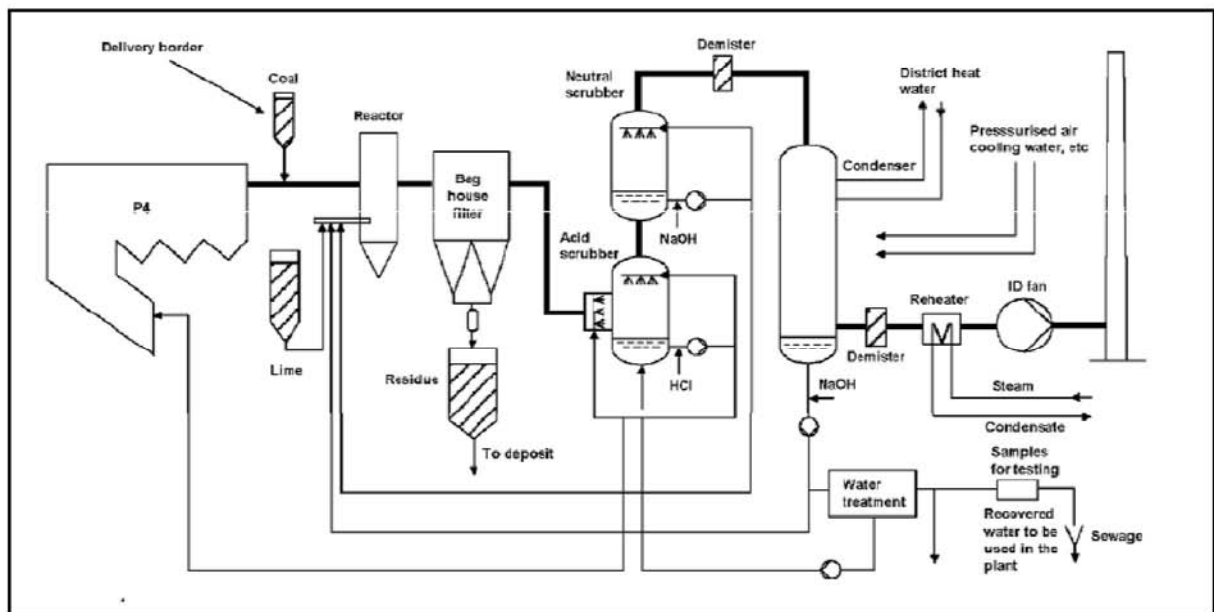 Delivery border
Coal
Reactor
P4
Lime
Bag
house
filter
Residue
To deposit
Neutral
scrubber
Demister
NaOH
Acid
scrubber
HCl
Condenser
District heat
water
Presssurised air
cooling water, etc
Reheater
ID fan
Demister
NaOH
Steam
Condensate
Water
treatment
Samples
for testing
Recovered
water to be
used in the
plant
Sewage